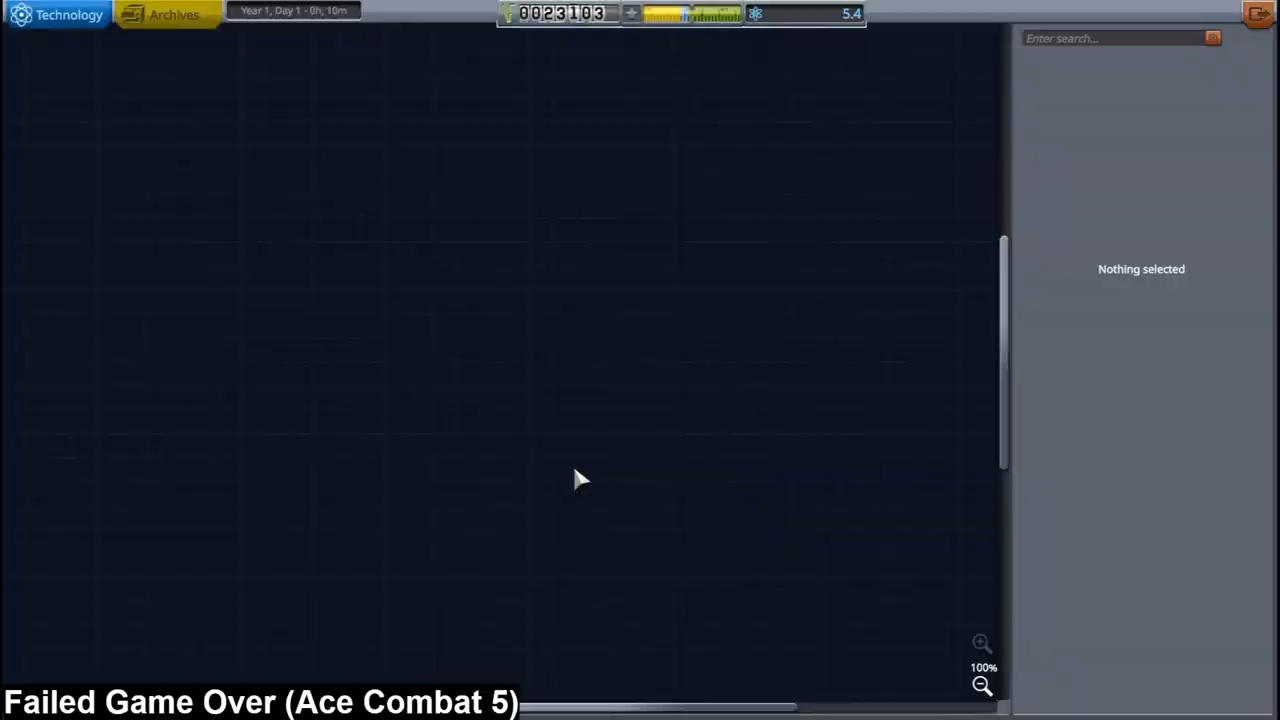 Technology
Archives
Year 1, Day 1 - 0h, 10m
0023103
5.4
Enter search...
Nothing selected
100%
Failed Game Over (Ace Combat 5)